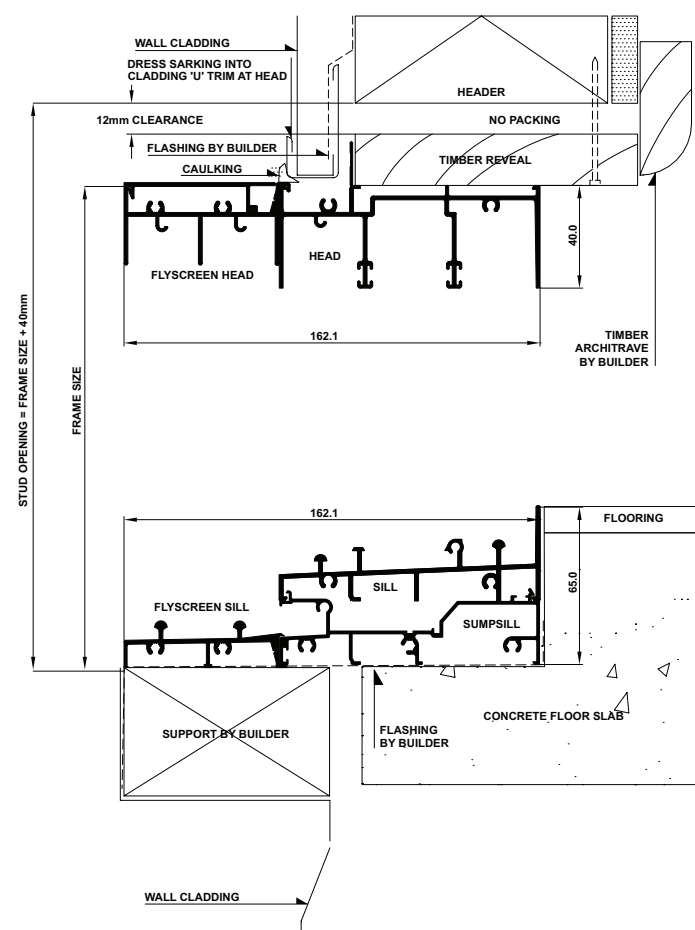 WALL CLADDING
DRESS SARKING INTO
CLADDING 'U' TRIM AT HEAD
HEADER
12mm CLEARANCE
NO PACKING
FLASHING BY BUILDER
TIMBER REVEAL
CAULKING
FLYSCREEN HEAD
HEAD
40.0
162.1
TIMBER
ARCHITRAVE
BY BUILDER
STUD OPENING = FRAME SIZE + 40mm
FRAME SIZE
162.1
FLOORING
SILL
65.0
FLYSCREEN SILL
SUMPSILL
SUPPORT BY BUILDER
FLASHING
BY BUILDER
CONCRETE FLOOR SLAB
WALL CLADDING